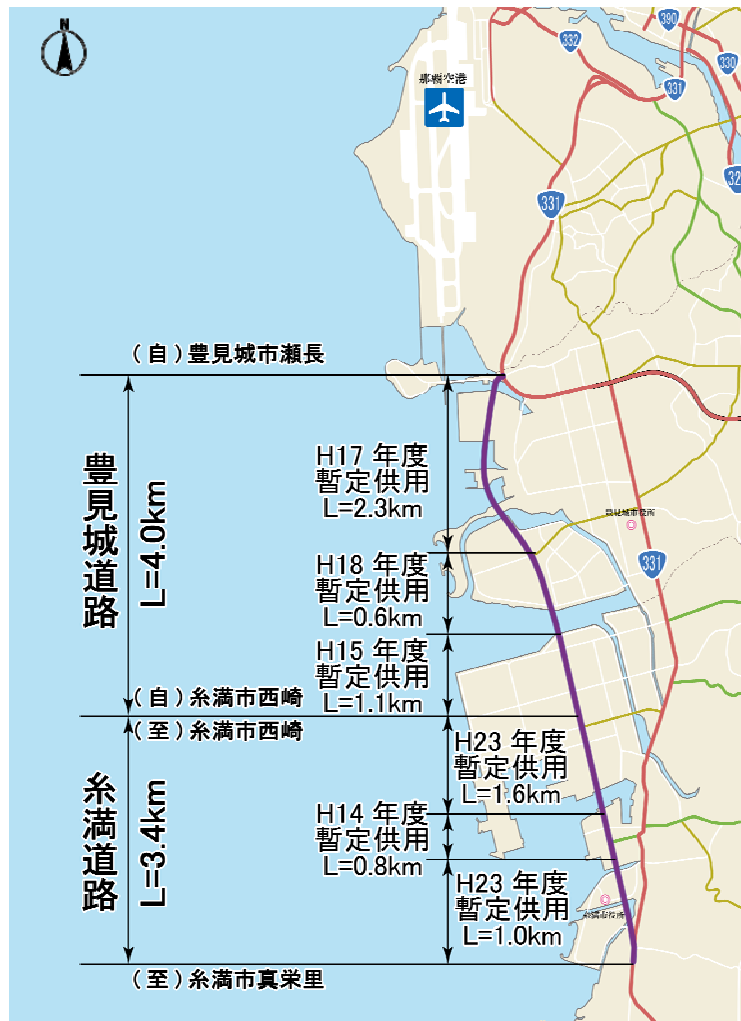 N
390
332
330
那覇空港
331
32
331
(自)豊見城市瀬長
豊見城道路
L=4.0km
H17 年度
暫定供用
L=2.3km
豊見城市役所
H18 年度
暫定供用
L=0.6km
331
H15 年度
暫定供用
L=1.1km
(自)糸満市西崎
(至)糸満市西崎
糸満道路
L=3.4km
H23 年度
暫定供用
L=1.6km
H14 年度
暫定供用
L=0.8km
H23 年度
暫定供用
L=1.0km
糸満市役所
(至)糸満市真栄里